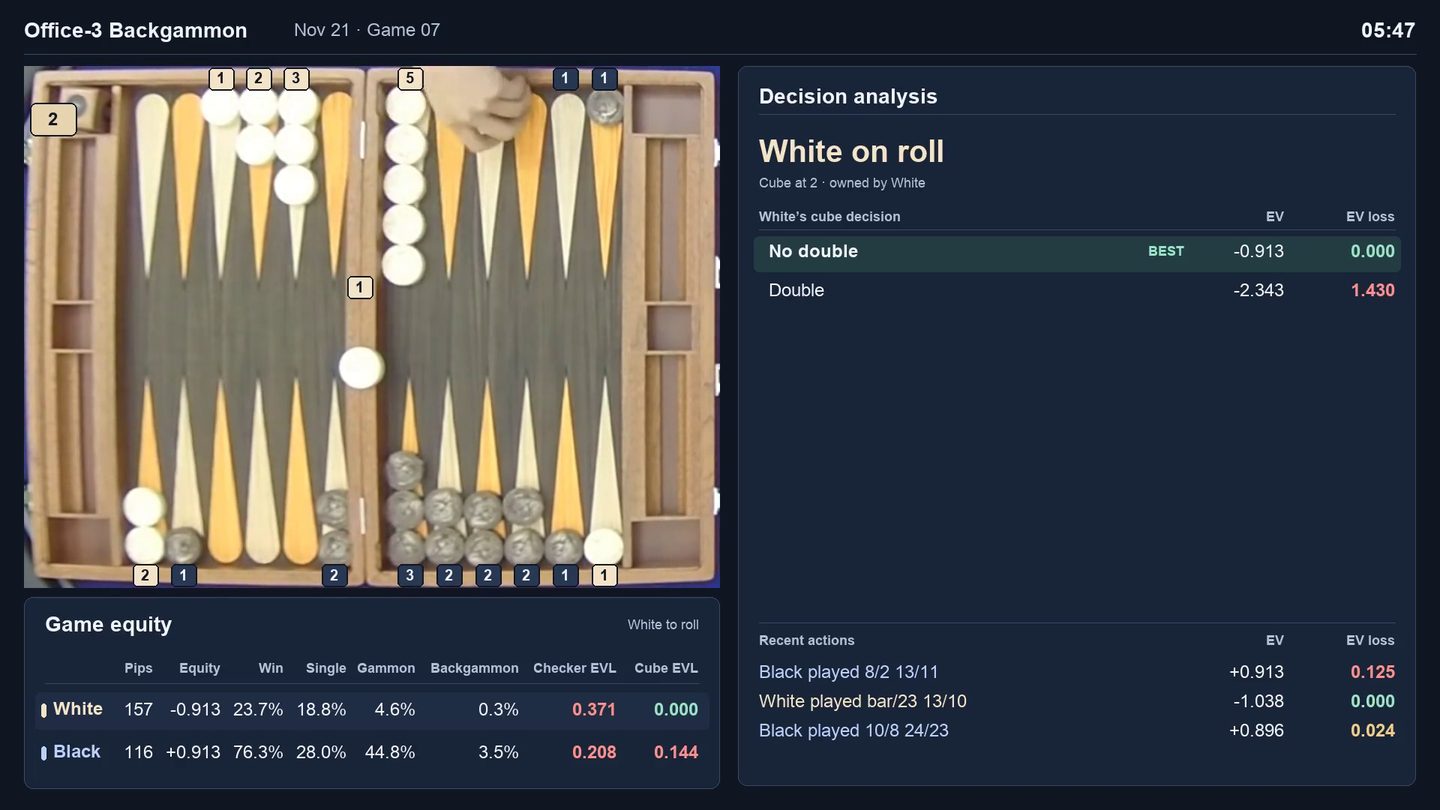 Office-3 Backgammon Nov 21 · Game 07 05:47
1 2 3 5 1 1
2
1
2 1 2 3 2 2 2 1 1
Game equity White to roll
Pips Equity Win Single Gammon Backgammon Checker EVL Cube EVL
White 157 -0.913 23.7% 18.8% 4.6% 0.3% 0.371 0.000
Black 116 +0.913 76.3% 28.0% 44.8% 3.5% 0.208 0.144
Decision analysis
White on roll
Cube at 2 · owned by White
White's cube decision EV EV loss
No double BEST -0.913 0.000
Double -2.343 1.430
Recent actions EV EV loss
Black played 8/2 13/11 +0.913 0.125
White played bar/23 13/10 -1.038 0.000
Black played 10/8 24/23 +0.896 0.024